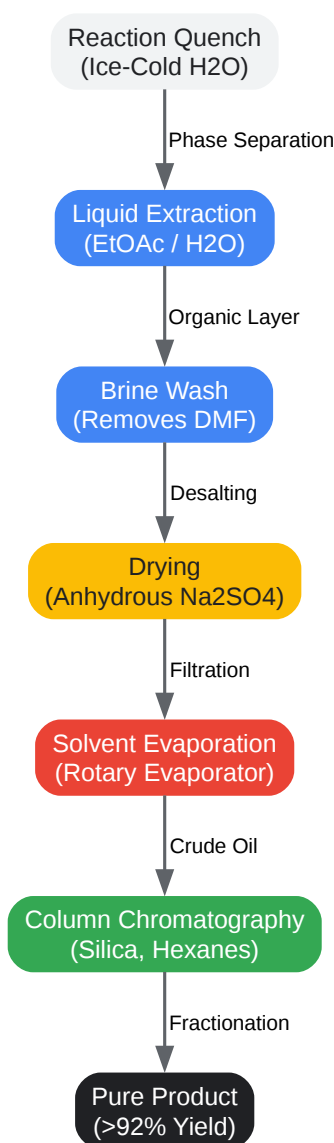 Reaction Quench
(Ice-Cold H2O)
Phase Separation
Liquid Extraction
(EtOAc / H2O)
Organic Layer
Brine Wash
(Removes DMF)
Desalting
Drying
(Anhydrous Na2SO4)
Filtration
Solvent Evaporation
(Rotary Evaporator)
Crude Oil
Column Chromatography
(Silica, Hexanes)
Fractionation
Pure Product
(>92% Yield)